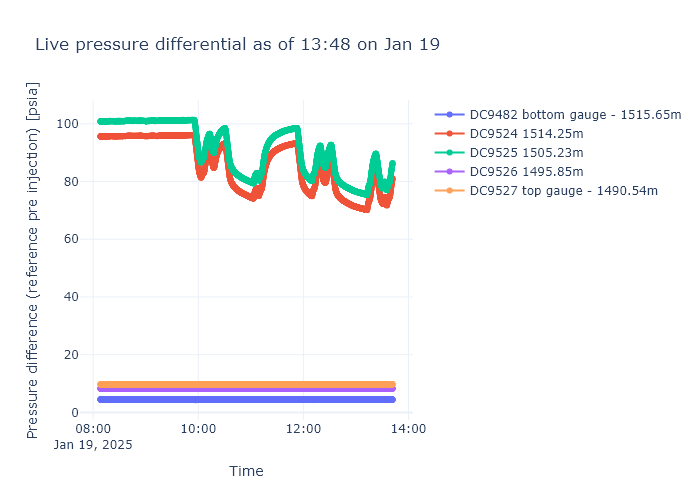 Live pressure differential as of 13:48 on Jan 19
Pressure difference (reference pre injection) [psia]
100
80
60
40
20
0
08:00
Jan 19, 2025
10:00
12:00
14:00
Time
DC9482 bottom gauge - 1515.65m
DC9524 1514.25m
DC9525 1505.23m
DC9526 1495.85m
DC9527 top gauge - 1490.54m